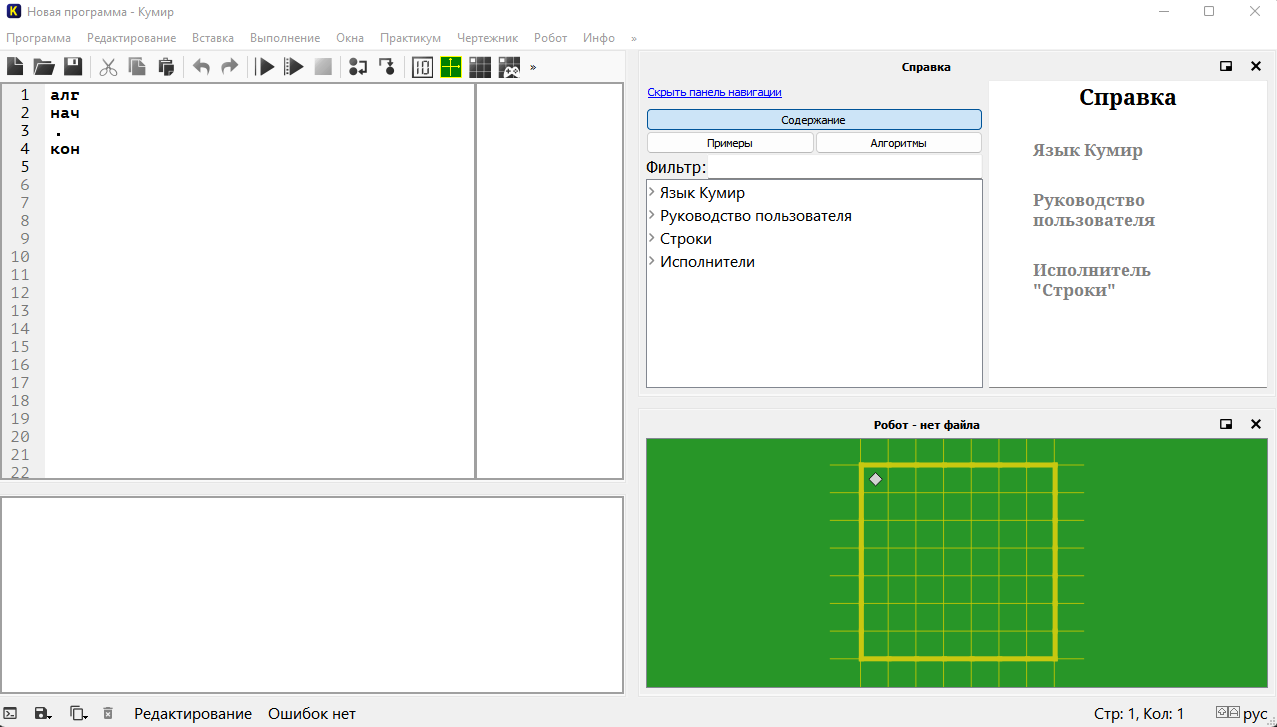 Новая программа - Кумир
Программа Редактирование Вставка Выполнение Окна Практикум Чертежник Робот Инфо »
»
1 алг
2 нач
3 .
4 кон
5
6
7
8
9
10
11
12
13
14
15
16
17
18
19
20
21
22
Справка
Скрыть панель навигации
Содержание
Примеры Алгоритмы
Фильтр:
Язык Кумир
Руководство пользователя
Строки
Исполнители
Справка
Язык Кумир
Руководство
пользователя
Исполнитель
"Строки"
Робот - нет файла
Редактирование Ошибок нет Стр: 1, Кол: 1 рус